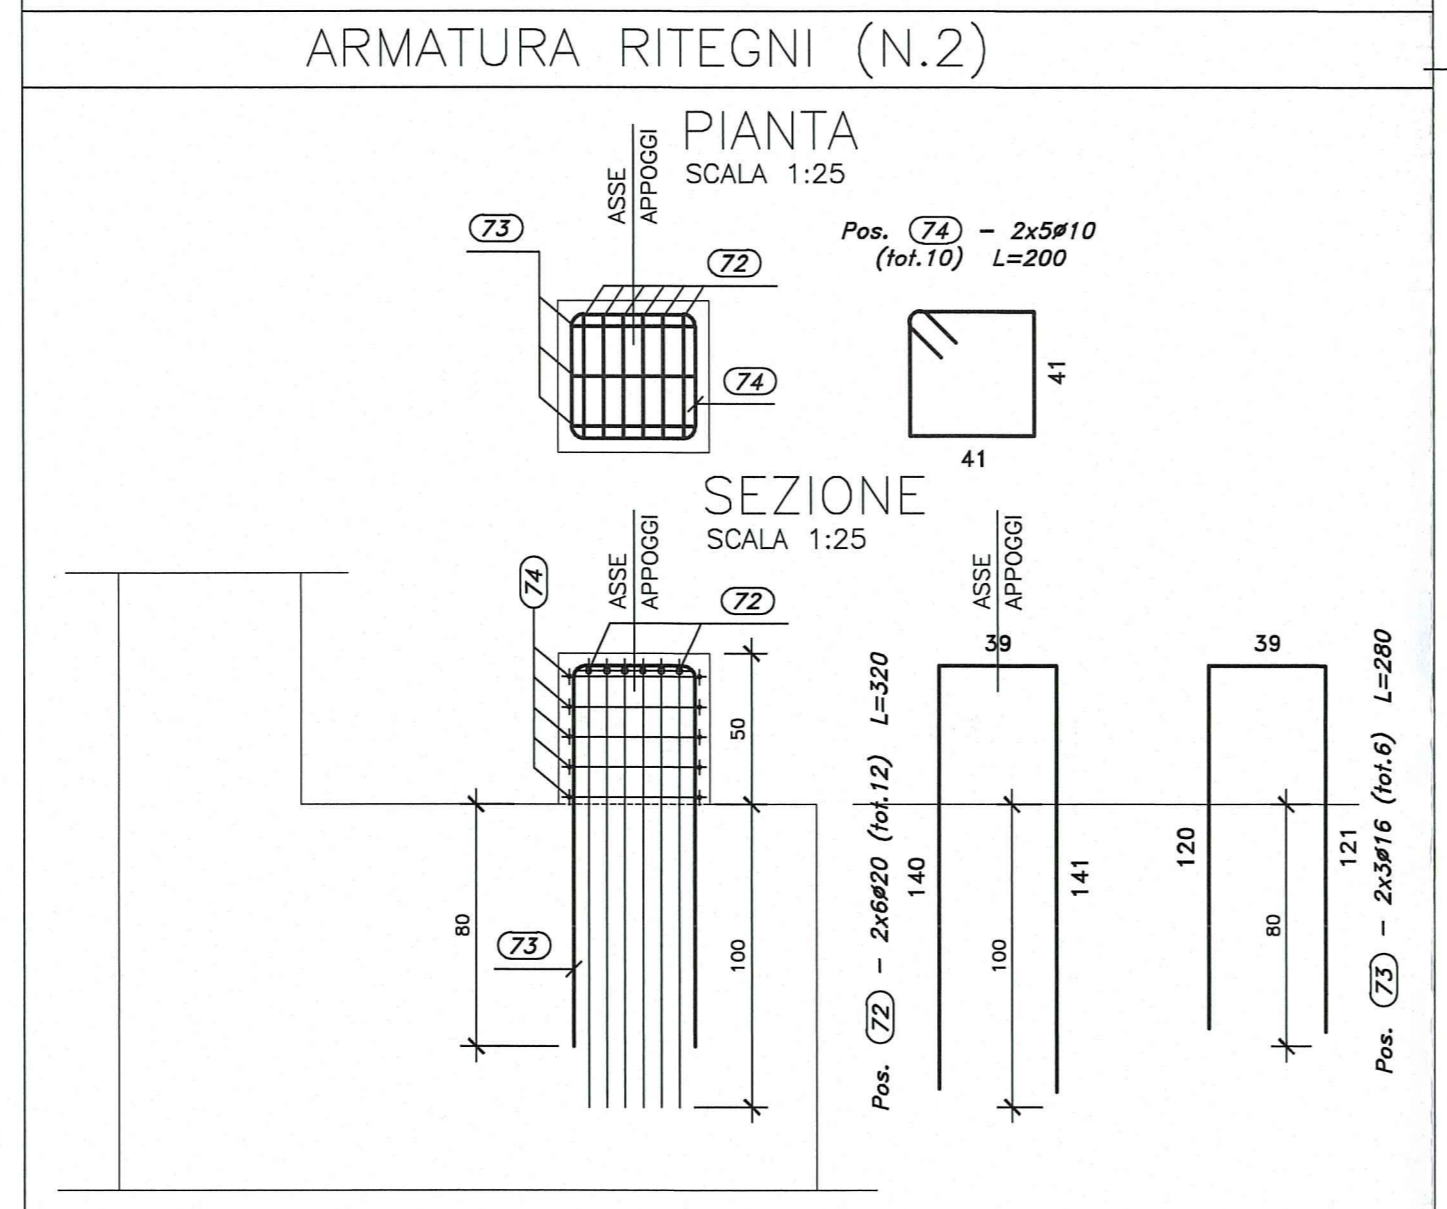 ARMATURA RITEGNI (N.2)
PIANTA
SCALA 1:25
ASSE
APPOGGI
73
72
74
Pos. 74 - 2x5ø10
(tot.10) L=200
41
41
SEZIONE
SCALA 1:25
ASSE
APPOGGI
74
72
50
80
73
100
ASSE
APPOGGI
39
140
141
100
Pos. 72 - 2x6ø20 (tot.12) L=320
39
120
121
80
Pos. 73 - 2x3ø16 (tot.6) L=280